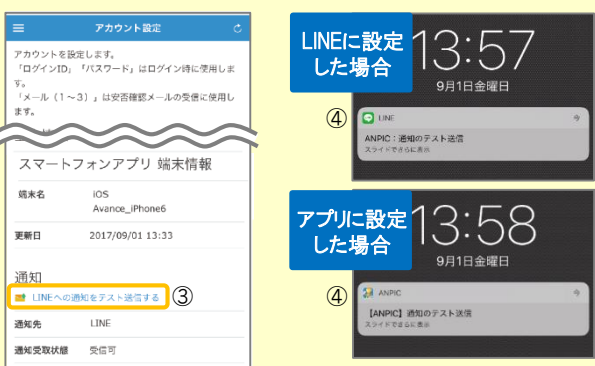 アカウント設定
アカウントを設定します。
「ログインID」「パスワード」はログイン時に使用しま
す。
「メール（1～3）」は安否確認メールの受信に使用し
ます。
スマートフォンアプリ 端末情報
端末名 iOS
Avance_iPhone6
更新日 2017/09/01 13:33
通知
LINEへの通知をテスト送信する ③
通知先 LINE
通知受取状態 受信可
LINEに設定
した場合
13:57
9月1日金曜日
④
LINE 今
ANPIC：通知のテスト送信
スライドでさらに表示
アプリに設定
した場合
13:58
9月1日金曜日
④
ANPIC 今
【ANPIC】通知のテスト送信
スライドでさらに表示